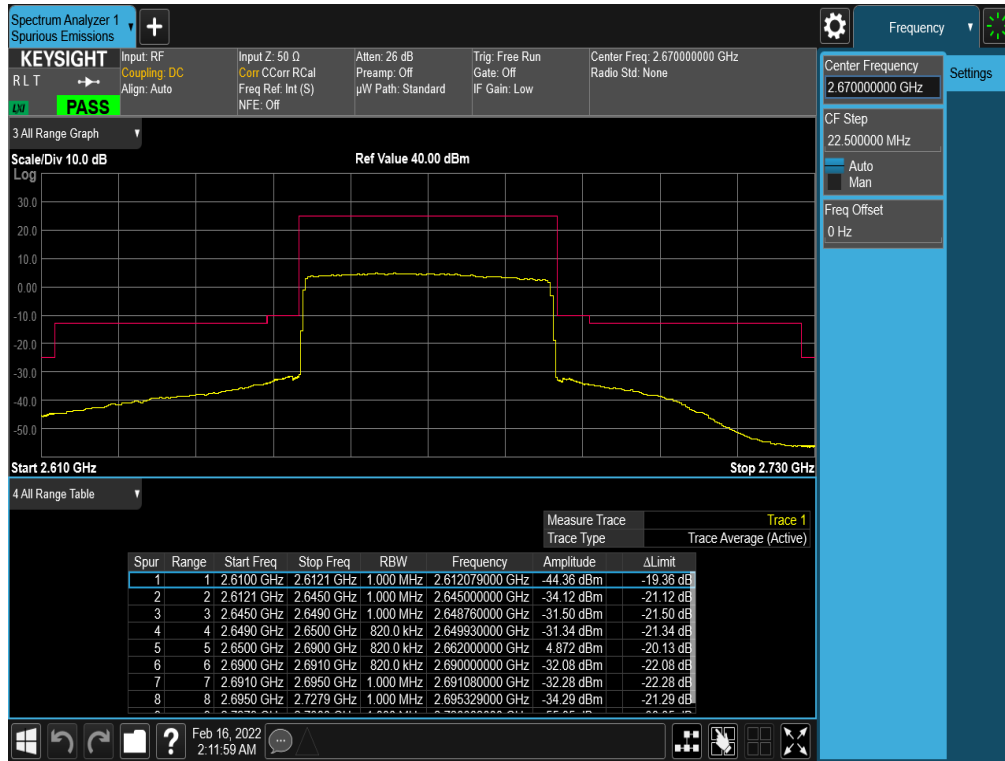 Spectrum Analyzer 1
Spurious Emissions
Frequency
KEYSIGHT
R L T
LXI
PASS
Input: RF
Coupling: DC
Align: Auto
Input Z: 50 Ω
Corr CCorr RCal
Freq Ref: Int (S)
NFE: Off
Atten: 26 dB
Preamp: Off
µW Path: Standard
Trig: Free Run
Gate: Off
IF Gain: Low
Center Freq: 2.670000000 GHz
Radio Std: None
Center Frequency
2.670000000 GHz
Settings
CF Step
22.500000 MHz
Auto
Man
Freq Offset
0 Hz
3 All Range Graph
Scale/Div 10.0 dB Ref Value 40.00 dBm
Log
30.0
20.0
10.0
0.00
-10.0
-20.0
-30.0
-40.0
-50.0
Start 2.610 GHz Stop 2.730 GHz
4 All Range Table
Measure Trace Trace 1
Trace Type Trace Average (Active)
Spur Range Start Freq Stop Freq RBW Frequency Amplitude ΔLimit
1 1 2.6100 GHz 2.6121 GHz 1.000 MHz 2.612079000 GHz -44.36 dBm -19.36 dB
2 2 2.6121 GHz 2.6450 GHz 1.000 MHz 2.645000000 GHz -34.12 dBm -21.12 dB
3 3 2.6450 GHz 2.6490 GHz 1.000 MHz 2.648760000 GHz -31.50 dBm -21.50 dB
4 4 2.6490 GHz 2.6500 GHz 820.0 kHz 2.649930000 GHz -31.34 dBm -21.34 dB
5 5 2.6500 GHz 2.6900 GHz 820.0 kHz 2.662000000 GHz 4.872 dBm -20.13 dB
6 6 2.6900 GHz 2.6910 GHz 820.0 kHz 2.690000000 GHz -32.08 dBm -22.08 dB
7 7 2.6910 GHz 2.6950 GHz 1.000 MHz 2.691080000 GHz -32.28 dBm -22.28 dB
8 8 2.6950 GHz 2.7279 GHz 1.000 MHz 2.695329000 GHz -34.29 dBm -21.29 dB
Feb 16, 2022
2:11:59 AM